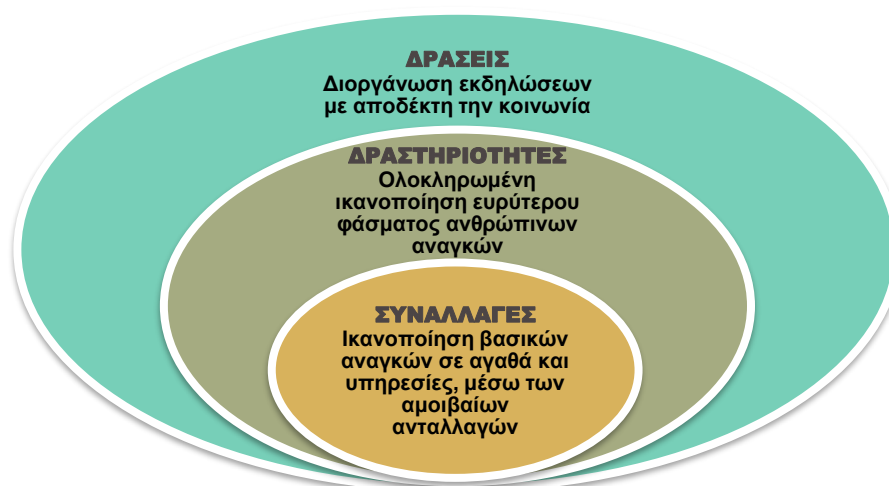 ΔΡΑΣΕΙΣ
Διοργάνωση εκδηλώσεων
με αποδέκτη την κοινωνία
ΔΡΑΣΤΗΡΙΟΤΗΤΕΣ
Ολοκληρωμένη
ικανοποίηση ευρύτερου
φάσματος ανθρώπινων
αναγκών
ΣΥΝΑΛΛΑΓΕΣ
Ικανοποίηση βασικών
αναγκών σε αγαθά και
υπηρεσίες, μέσω των
αμοιβαίων
ανταλλαγών